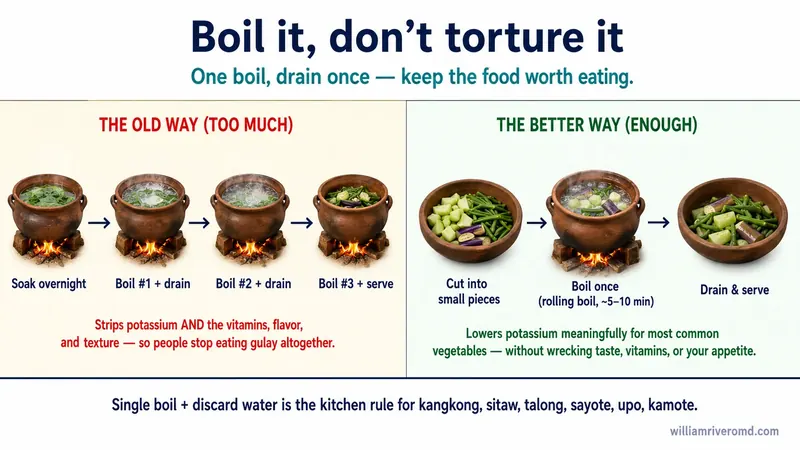 Boil it, don’t torture it
One boil, drain once — keep the food worth eating.
THE OLD WAY (TOO MUCH)
Soak overnight
Boil #1 + drain
Boil #2 + drain
Boil #3 + serve
Strips potassium AND the vitamins, flavor,
and texture — so people stop eating gulay altogether.
THE BETTER WAY (ENOUGH)
Cut into
small pieces
Boil once
(rolling boil, ~5–10 min)
Drain & serve
Lowers potassium meaningfully for most common
vegetables — without wrecking taste, vitamins, or your appetite.
Single boil + discard water is the kitchen rule for kangkong, sitaw, talong, sayote, upo, kamote.
williamriveromd.com